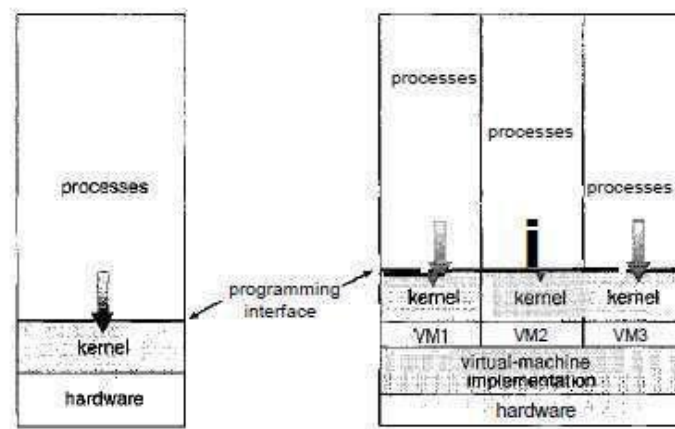 processes
kernel
hardware
programming
interface
processes
processes
processes
kernel
kernel
kernel
VM1
VM2
VM3
virtual-machine
implementation
hardware